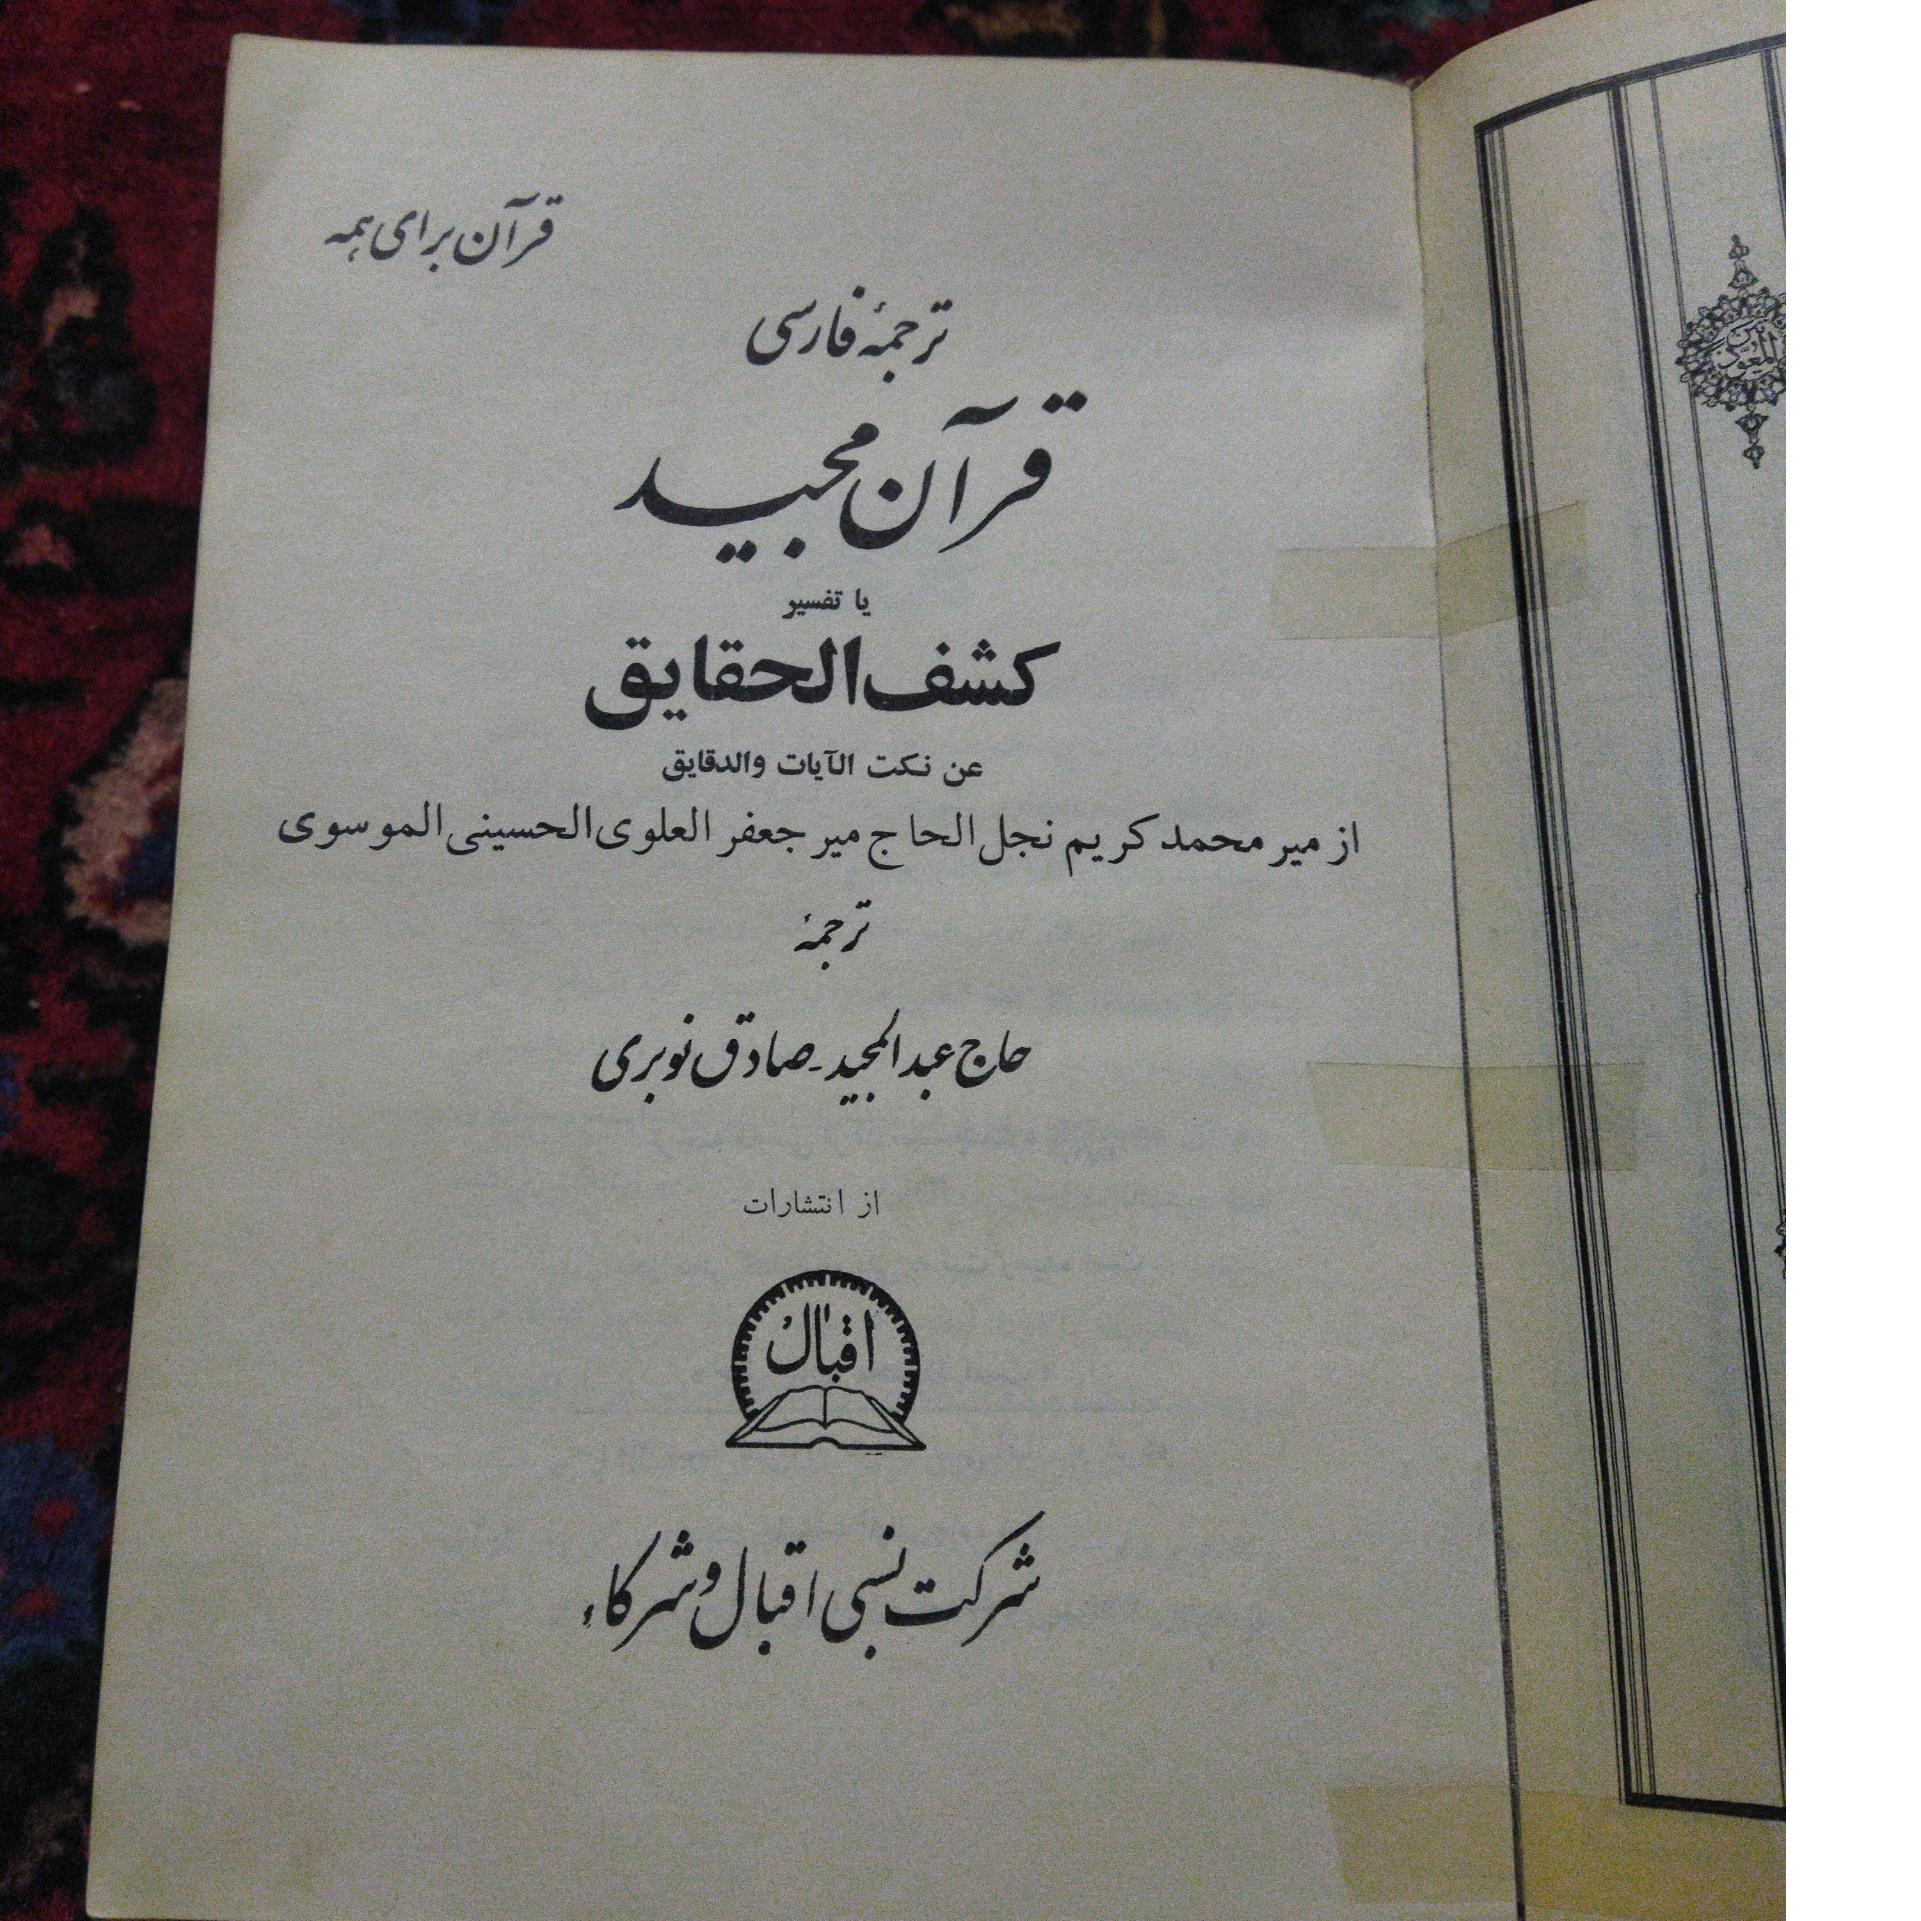 قرآن برای همه
ترجمهٔ فارسی
قرآن مجید
یا تفسیر
کشف الحقایق
عن نکت الآیات والدقایق
از میر محمد کریم نجل الحاج میر جعفر العلوی الحسینی الموسوی
ترجمهٔ
حاج عبدالمجید - صادق نوبری
از انتشارات
اقبال
شرکت نسبی اقبال و شرکاء